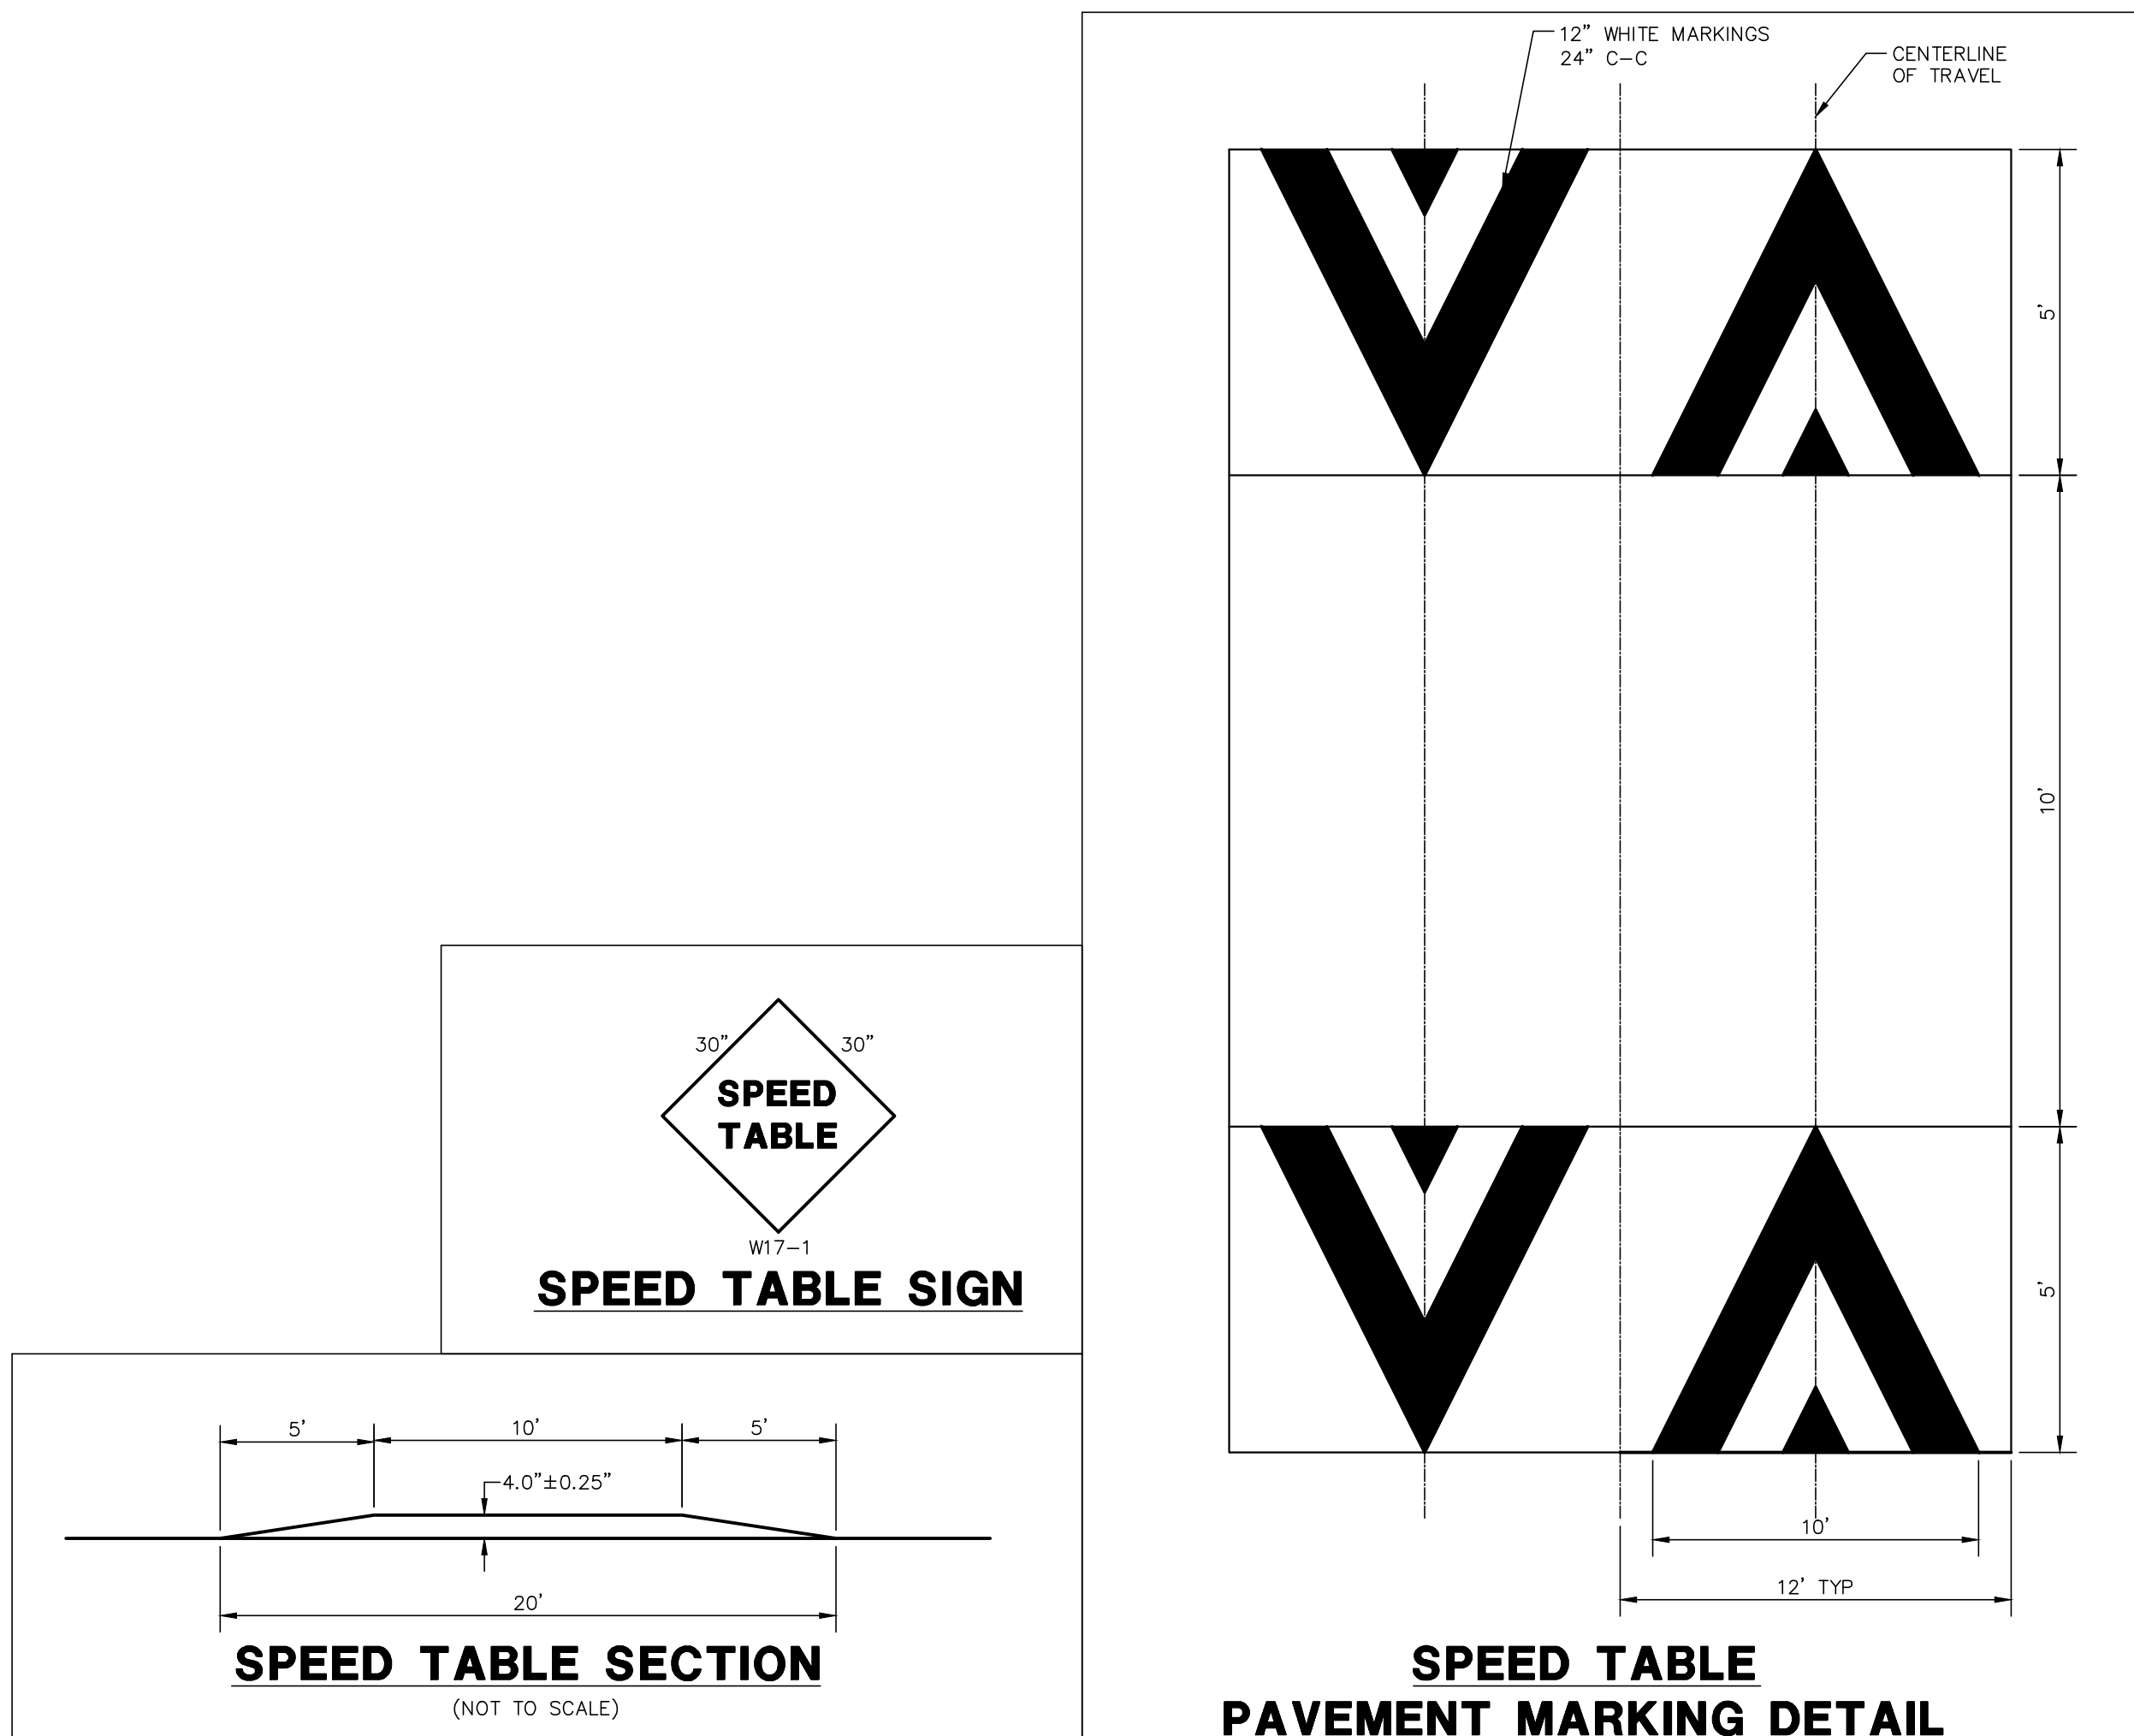 12” WHITE MARKINGS
24” C-C
CENTERLINE
OF TRAVEL
5’
10’
5’
10’
12’ TYP
SPEED TABLE
PAVEMENT MARKING DETAIL
30”
30”
SPEED
TABLE
W17-1
SPEED TABLE SIGN
5’
10’
5’
4.0”±0.25”
20’
SPEED TABLE SECTION
(NOT TO SCALE)